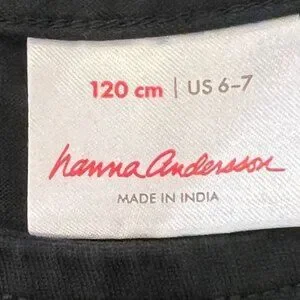 120 cm | US 6-7
hanna andersson
MADE IN INDIA